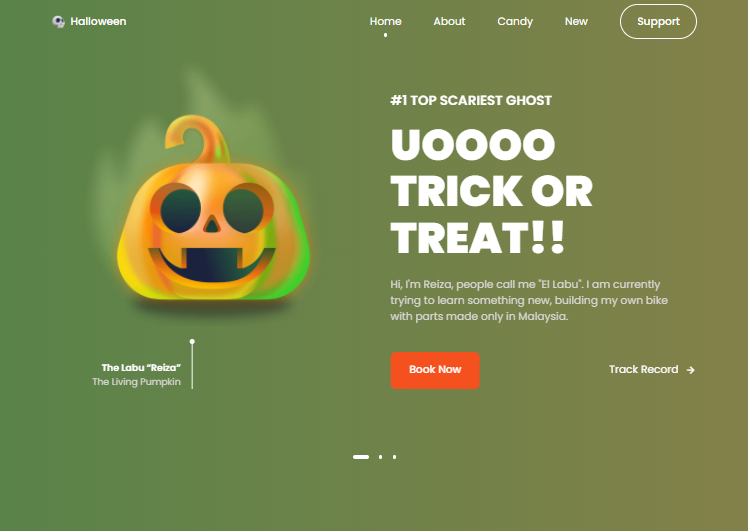 Halloween
Home
About
Candy
New
Support
#1 TOP SCARIEST GHOST
UOOOO
TRICK OR
TREAT!!
Hi, I'm Reiza, people call me "El Labu". I am currently
trying to learn something new, building my own bike
with parts made only in Malaysia.
Book Now
Track Record
The Labu “Reiza”
The Living Pumpkin